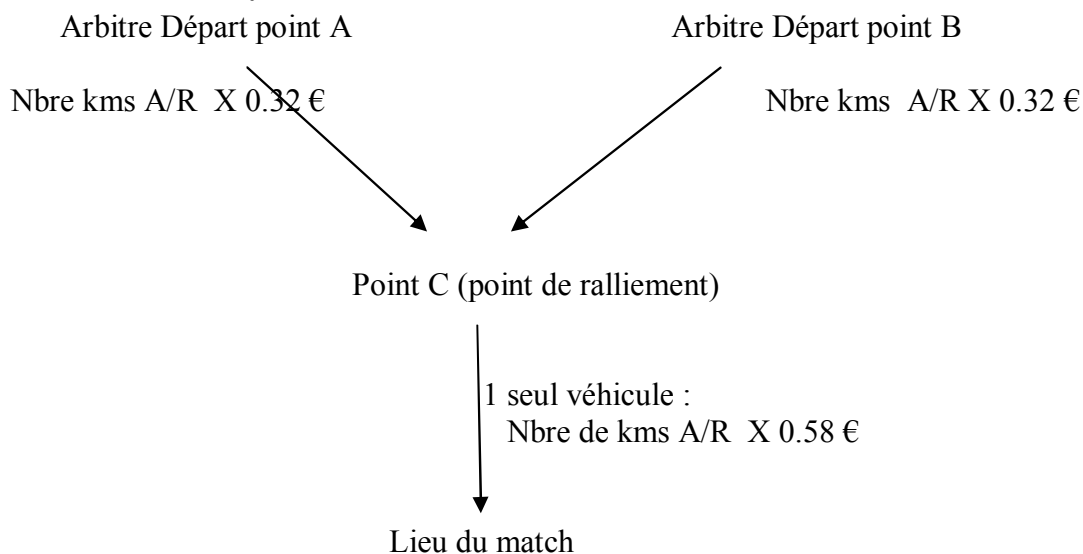 Arbitre Départ point A
Arbitre Départ point B
Nbre kms A/R X 0.32 €
Nbre kms A/R X 0.32 €
Point C (point de ralliement)
1 seul véhicule :
Nbre de kms A/R X 0.58 €
Lieu du match